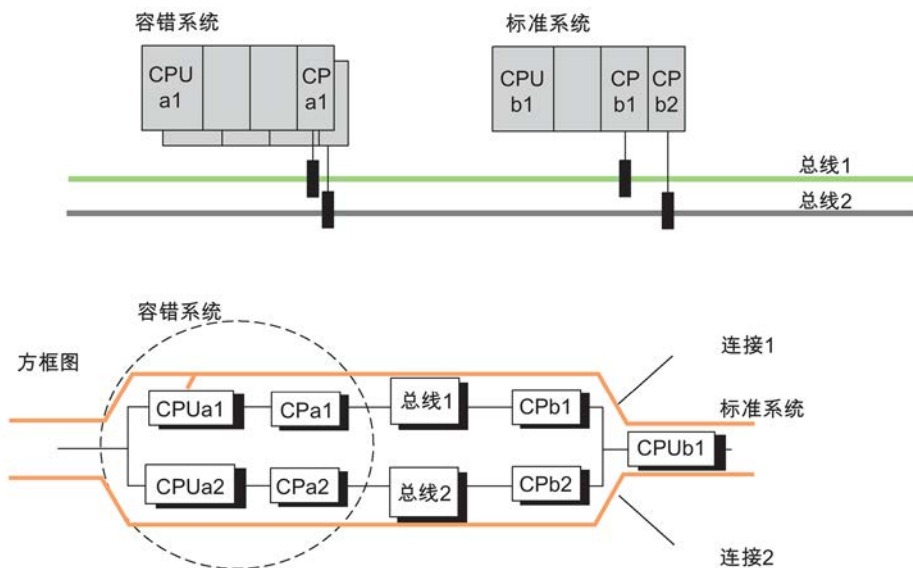 容错系统
标准系统
CPU
a1
CP
a1
CPU
b1
CP
b1
CP
b2
总线1
总线2
容错系统
方框图
连接1
标准系统
CPUa1
CPa1
总线1
CPb1
CPUb1
CPUa2
CPa2
总线2
CPb2
连接2